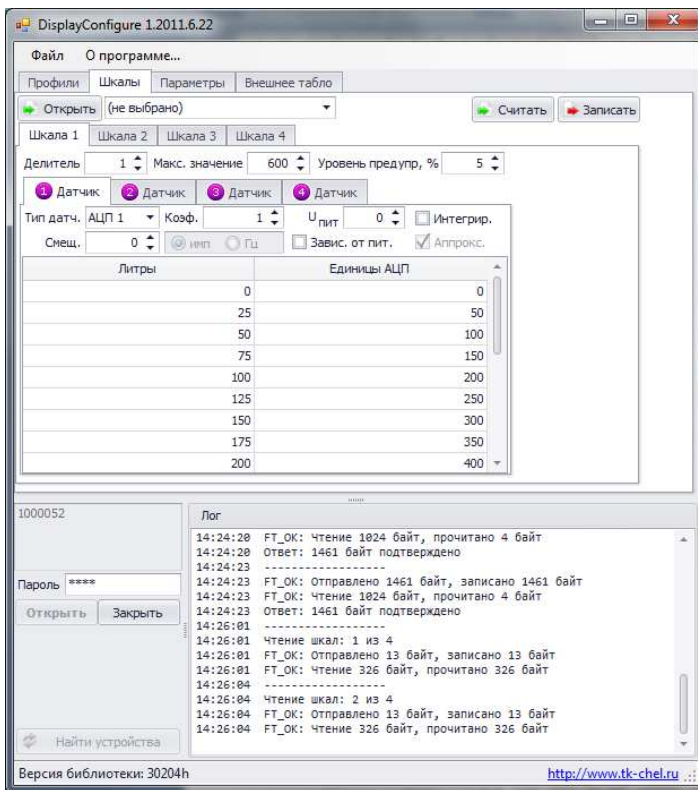 DisplayConfigure 1.2011.6.22
Файл О программе...
Профили Шкалы Параметры Внешнее табло
Открыть (не выбрано) Считать Записать
Шкала 1 Шкала 2 Шкала 3 Шкала 4
Делитель 1 Макс. значение 600 Уровень предупр, % 5
1 Датчик 2 Датчик 3 Датчик 4 Датчик
Тип датч. АЦП 1 Коэф. 1 U пит 0 Интегрир.
Смещ. 0 имп Гц Завис. от пит. Аппрокс.
Литры Единицы АЦП
0 0
25 50
50 100
75 150
100 200
125 250
150 300
175 350
200 400
1000052
Пароль ****
Открыть Закрыть
Найти устройства
Лог
14:24:20 FT_OK: Чтение 1024 байт, прочитано 4 байт
14:24:20 Ответ: 1461 байт подтверждено
14:24:23 ------------------
14:24:23 FT_OK: Отправлено 1461 байт, записано 1461 байт
14:24:23 FT_OK: Чтение 1024 байт, прочитано 4 байт
14:24:23 Ответ: 1461 байт подтверждено
14:26:01 ------------------
14:26:01 Чтение шкал: 1 из 4
14:26:01 FT_OK: Отправлено 13 байт, записано 13 байт
14:26:01 FT_OK: Чтение 326 байт, прочитано 326 байт
14:26:04 ------------------
14:26:04 Чтение шкал: 2 из 4
14:26:04 FT_OK: Отправлено 13 байт, записано 13 байт
14:26:04 FT_OK: Чтение 326 байт, прочитано 326 байт
Версия библиотеки: 30204h http://www.tk-chel.ru